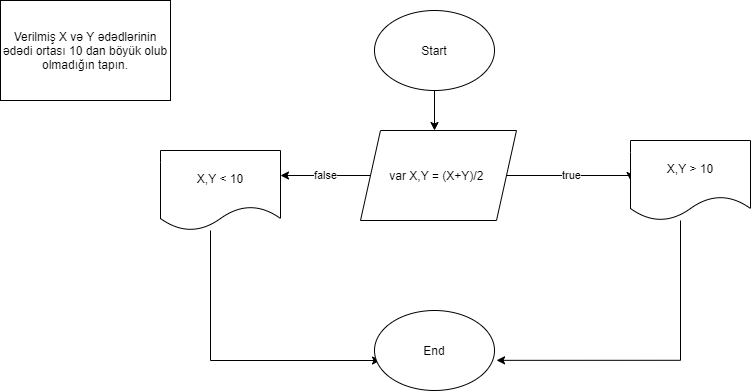 Verilmiş X və Y ədədlərinin
ədədi ortası 10 dan böyük olub
olmadığın tapın.
Start
X,Y < 10
false
var X,Y = (X+Y)/2
true
X,Y > 10
End